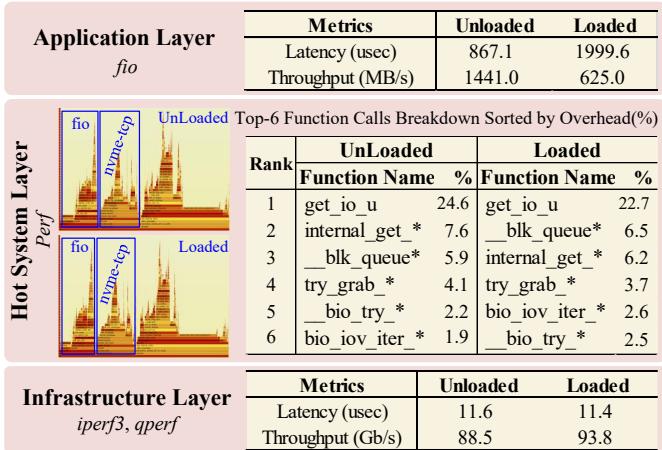 Application Layer
fio
Metrics Unloaded Loaded
Latency (usec) 867.1 1999.6
Throughput (MB/s) 1441.0 625.0
Hot System Layer
Perf
fio nvme-tcp UnLoaded
fio nvme-tcp Loaded
Top-6 Function Calls Breakdown Sorted by Overhead(%)
Rank UnLoaded Loaded
Function Name % Function Name %
1 get_io_u 24.6 get_io_u 22.7
2 internal_get_* 7.6 __blk_queue* 6.5
3 __blk_queue* 5.9 internal_get_* 6.2
4 try_grab_* 4.1 try_grab_* 3.7
5 __bio_try_* 2.2 bio_iov_iter_* 2.6
6 bio_iov_iter_* 1.9 __bio_try_* 2.5
Infrastructure Layer
iperf3, qperf
Metrics Unloaded Loaded
Latency (usec) 11.6 11.4
Throughput (Gb/s) 88.5 93.8